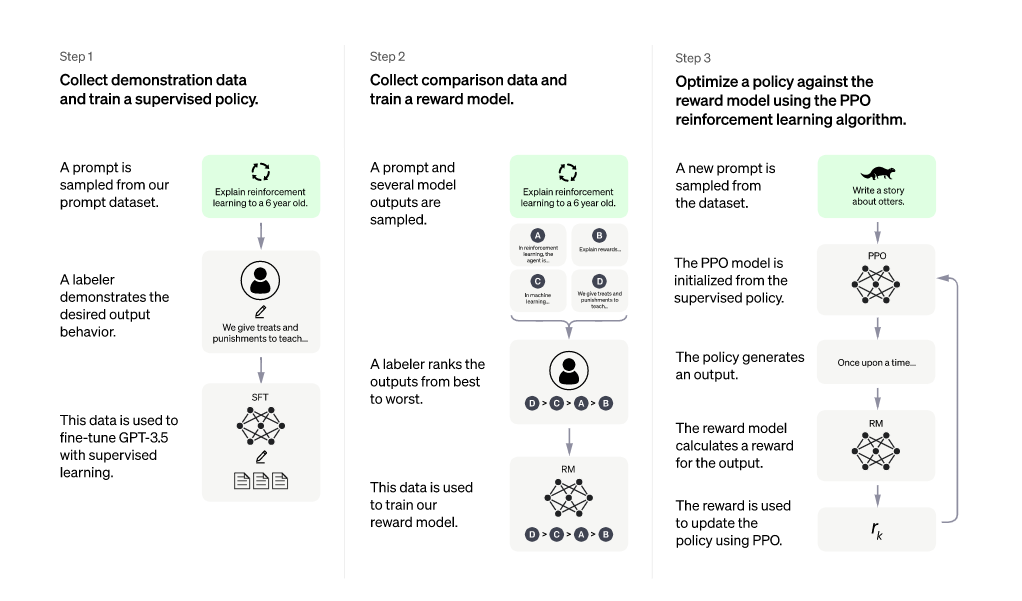 Step 1
Collect demonstration data
and train a supervised policy.
A prompt is
sampled from our
prompt dataset.
Explain reinforcement
learning to a 6 year old.
A labeler
demonstrates the
desired output
behavior.
We give treats and
punishments to teach...
SFT
This data is used to
fine-tune GPT-3.5
with supervised
learning.
Step 2
Collect comparison data and
train a reward model.
A prompt and
several model
outputs are
sampled.
Explain reinforcement
learning to a 6 year old.
A
In reinforcement
learning, the
agent is...
B
Explain rewards...
C
In machine
learning...
D
We give treats and
punishments to
teach...
A labeler ranks the
outputs from best
to worst.
D > C > A > B
RM
This data is used
to train our
reward model.
D > C > A > B
Step 3
Optimize a policy against the
reward model using the PPO
reinforcement learning algorithm.
A new prompt is
sampled from
the dataset.
Write a story
about otters.
PPO
The PPO model is
initialized from the
supervised policy.
The policy generates
an output.
Once upon a time...
RM
The reward model
calculates a reward
for the output.
The reward is used
to update the
policy using PPO.
rk